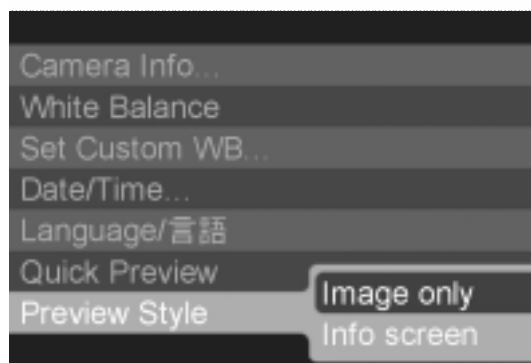 Camera Info...
White Balance
Set Custom WB...
Date/Time...
Language/言語
Quick Preview
Preview Style
Image only
Info screen